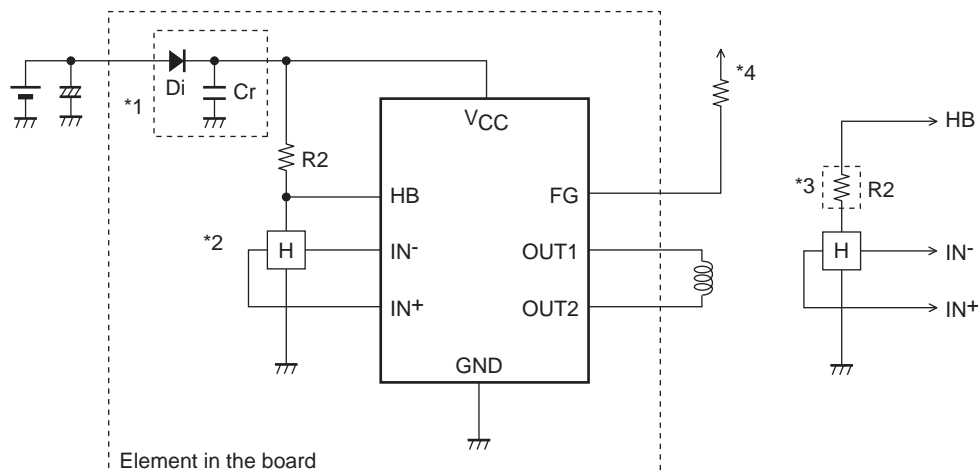 *1
Di
Cr
*4
VCC
HB
R2
HB
FG
*3
R2
*2
H
IN-
OUT1
H
IN-
IN+
OUT2
IN+
GND
Element in the board